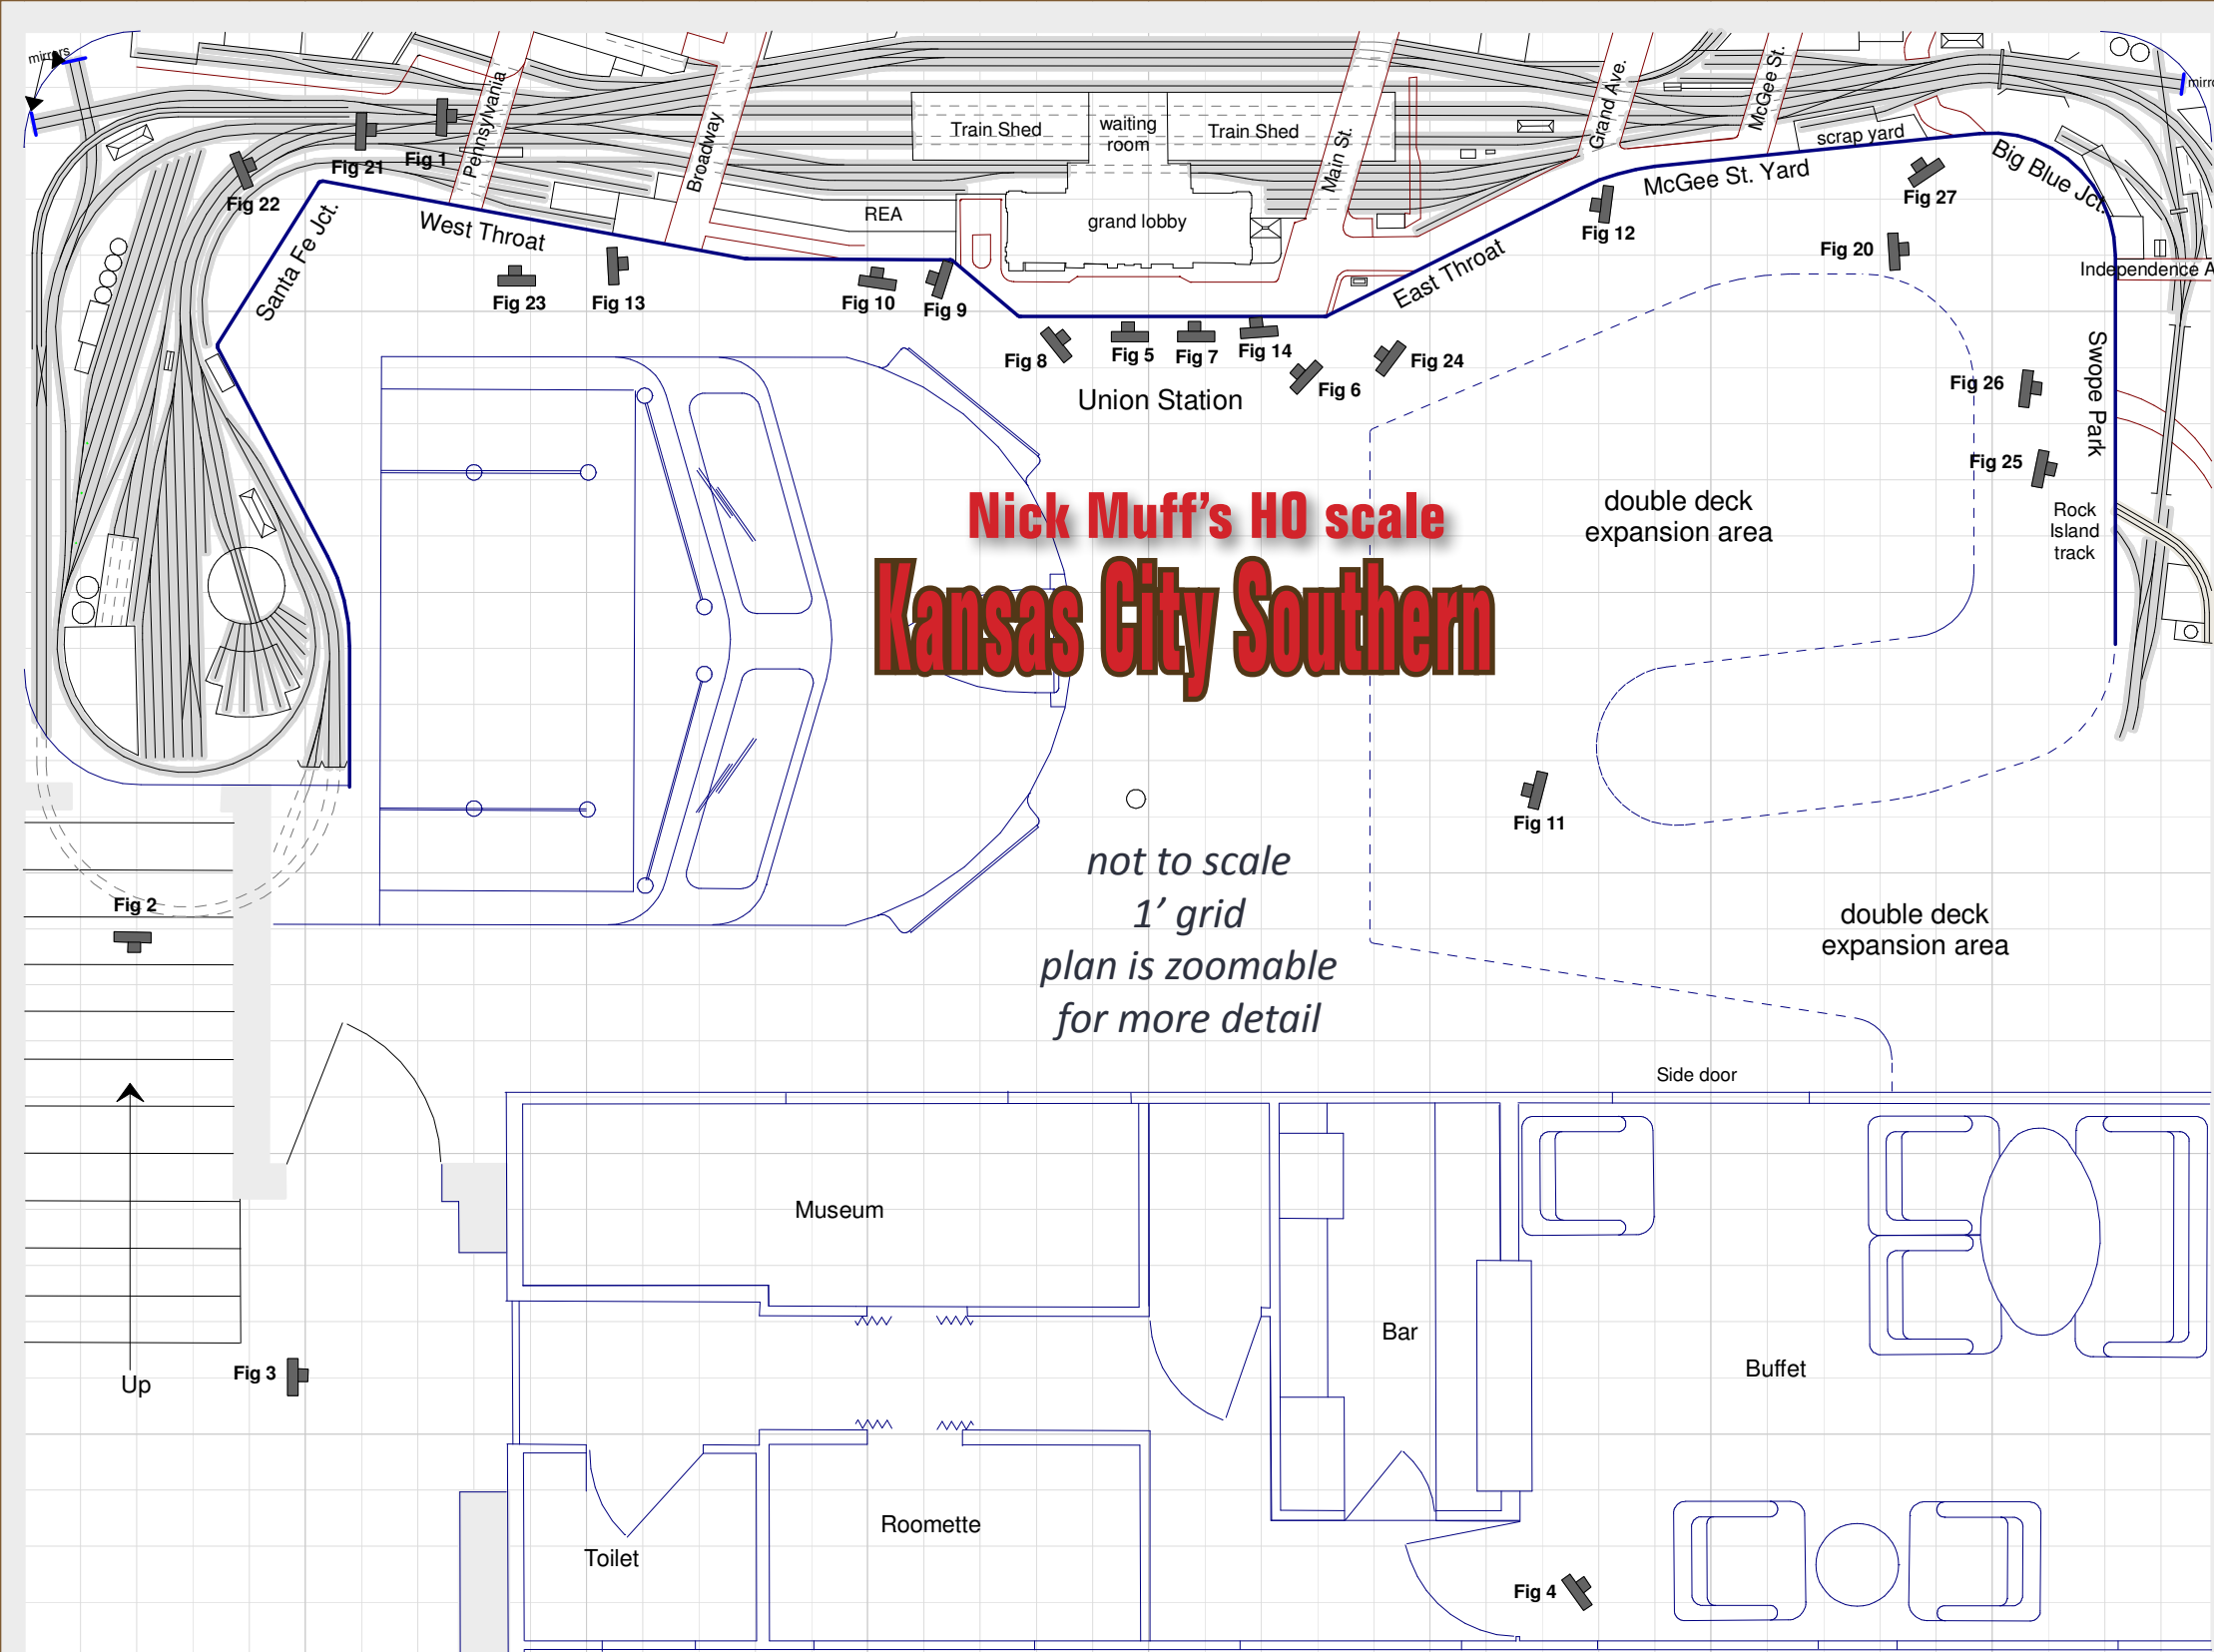 mirrors
Pennsylvania
Broadway
Train Shed
waiting
room
Train Shed
Main St.
Grand Ave.
McGee St.
scrap yard
Fig 21
Fig 1
Fig 22
Santa Fe Jct.
West Throat
REA
grand lobby
McGee St. Yard
Big Blue Jct.
Fig 27
Fig 12
Fig 20
Independence A
East Throat
Fig 23
Fig 13
Fig 10
Fig 9
Fig 8
Fig 5
Fig 7
Fig 14
Fig 6
Fig 24
Union Station
Fig 26
Swope Park
Fig 25
Rock
Island
track
double deck
expansion area
Nick Muff's HO scale
Kansas City Southern
Fig 11
not to scale
1' grid
plan is zoomable
for more detail
Fig 2
double deck
expansion area
Side door
Museum
Bar
Buffet
Fig 3
Up
Roomette
Toilet
Fig 4